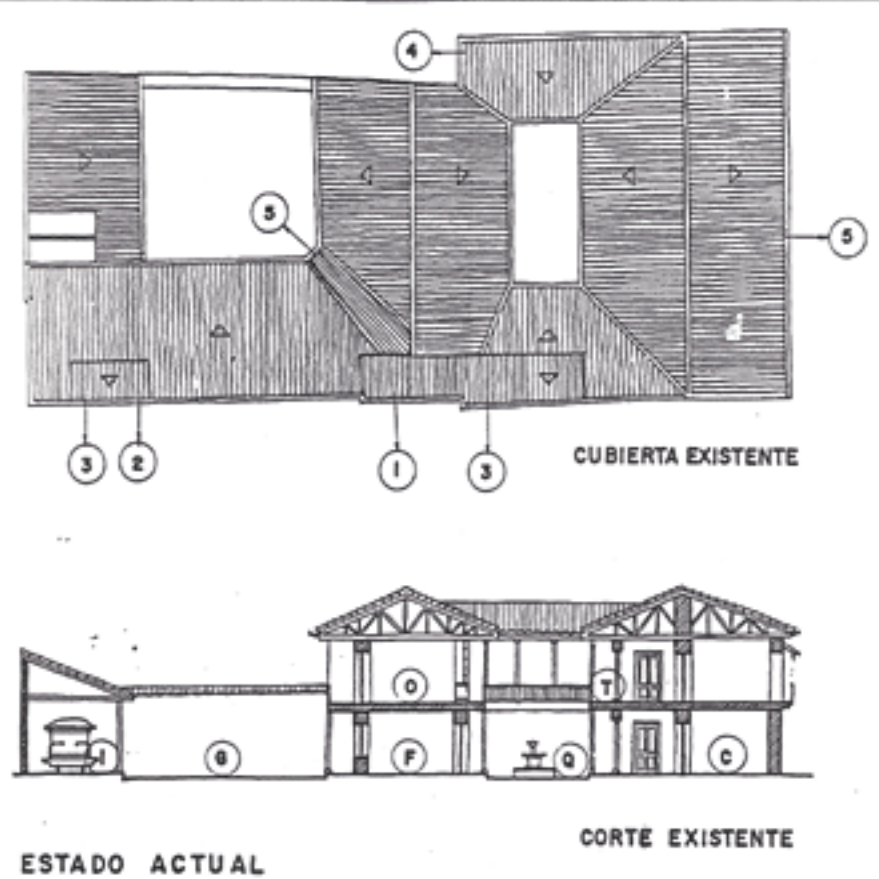 4
5
5
3
2
1
3
CUBIERTA EXISTENTE
O
T
G
F
Q
C
CORTE EXISTENTE
ESTADO ACTUAL